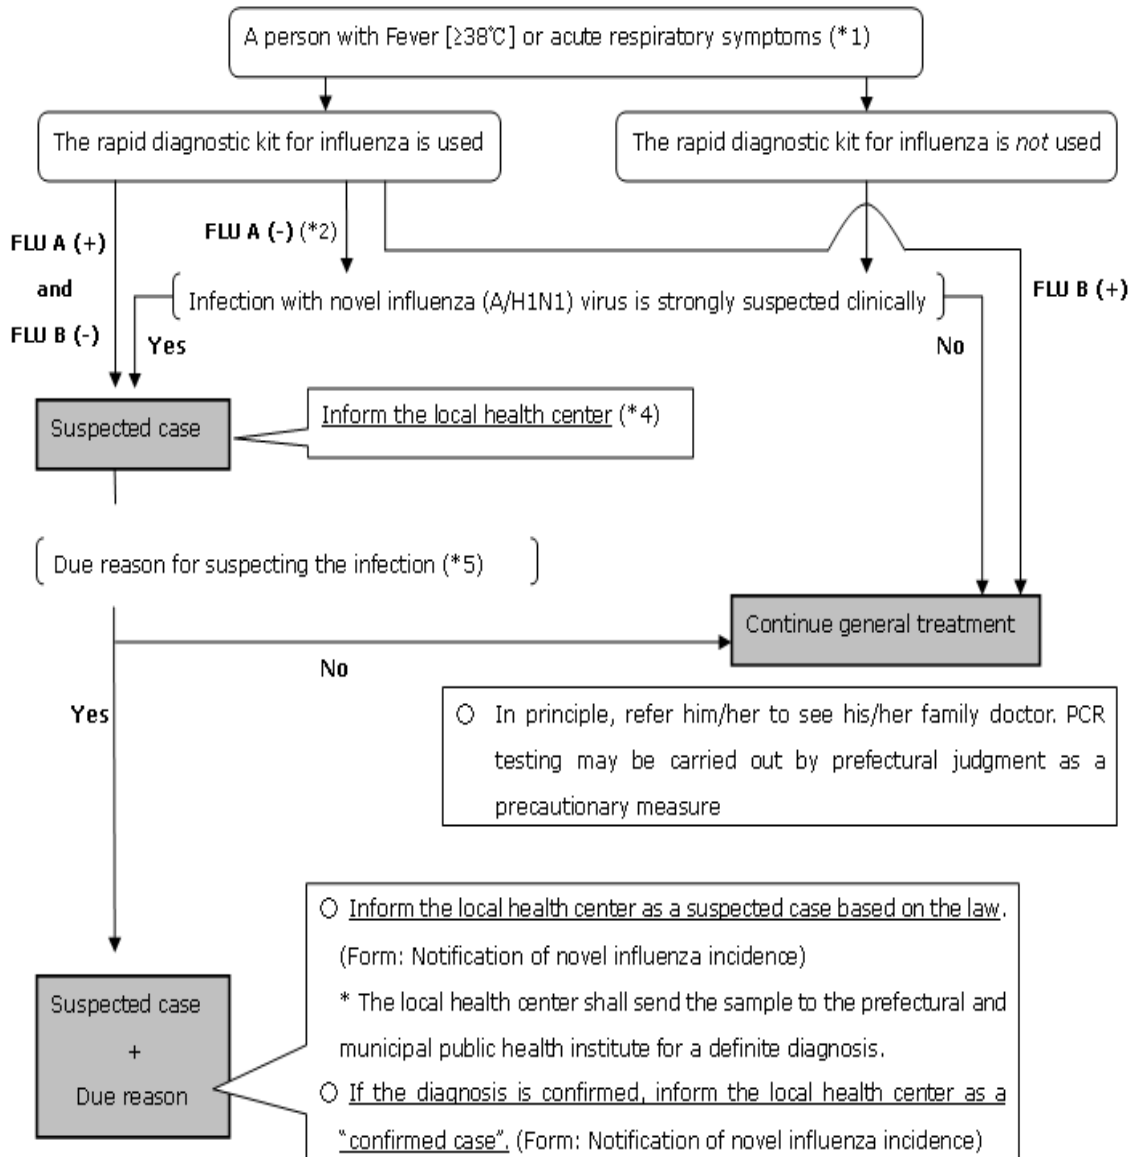 A person with Fever [≥38℃] or acute respiratory symptoms (*1)
The rapid diagnostic kit for influenza is used
The rapid diagnostic kit for influenza is not used
FLU A (+)
and
FLU B (-)
FLU A (-) (*2)
FLU B (+)
Infection with novel influenza (A/H1N1) virus is strongly suspected clinically
Yes
No
Suspected case
Inform the local health center (*4)
Due reason for suspecting the infection (*5)
Continue general treatment
No
Yes
○ In principle, refer him/her to see his/her family doctor. PCR
testing may be carried out by prefectural judgment as a
precautionary measure
Suspected case
+
Due reason
○ Inform the local health center as a suspected case based on the law.
(Form: Notification of novel influenza incidence)
* The local health center shall send the sample to the prefectural and
municipal public health institute for a definite diagnosis.
○ If the diagnosis is confirmed, inform the local health center as a
"confirmed case". (Form: Notification of novel influenza incidence)